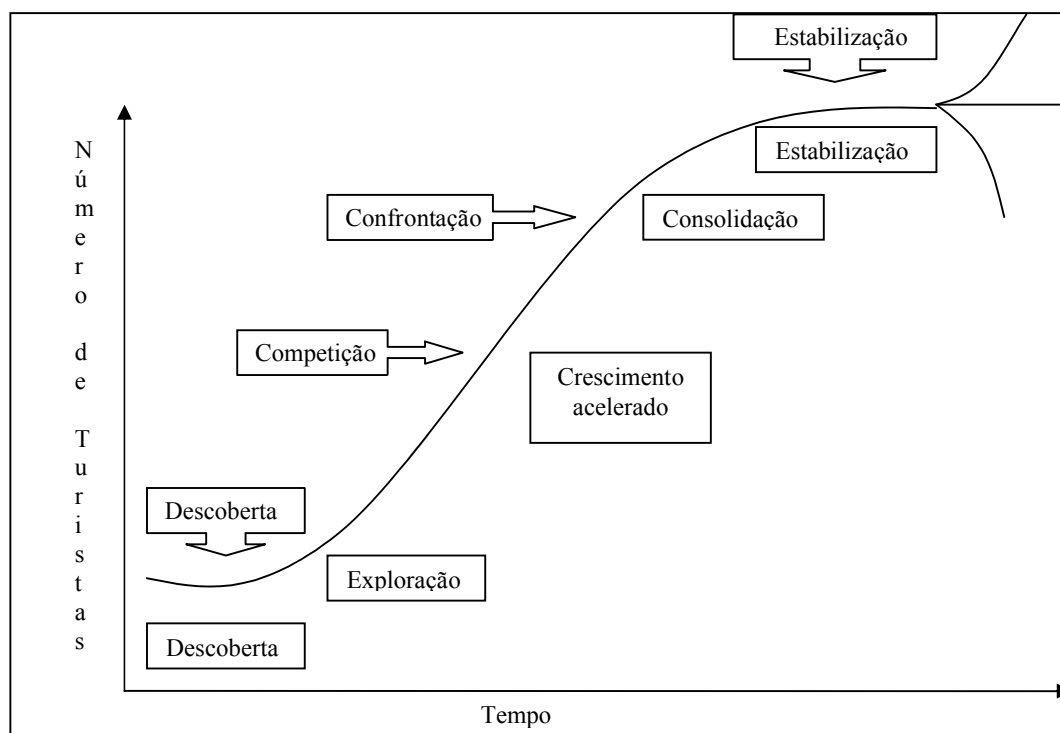 Estabilização
Estabilização
Confrontação
Consolidação
Competição
Crescimento
acelerado
Descoberta
Exploração
Descoberta
Número de Turistas
Tempo